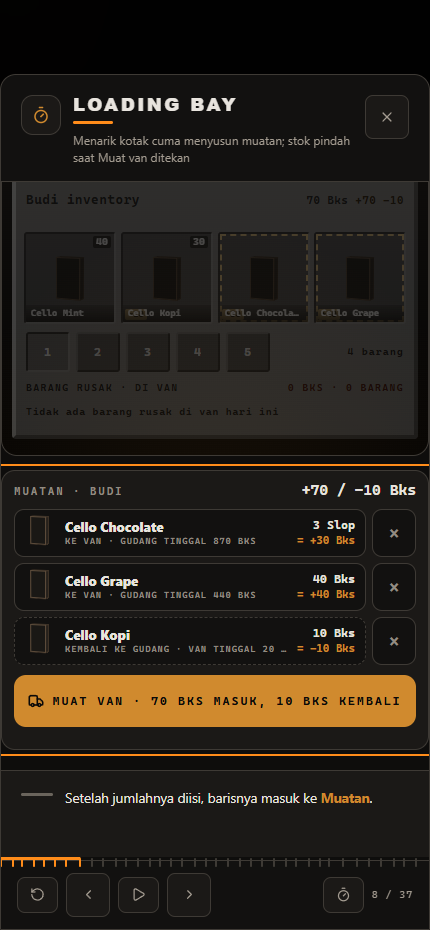 LOADING BAY
Menarik kotak cuma menyusun muatan; stok pindah
saat Muat van ditekan
Budi inventory
70 Bks +70 −10
40
30
Cello Mint
Cello Kopi
Cello Chocola…
Cello Grape
1
2
3
4
5
4 barang
BARANG RUSAK · DI VAN
0 BKS · 0 BARANG
Tidak ada barang rusak di van hari ini
MUATAN · BUDI
+70 / −10 Bks
Cello Chocolate
3 Slop
KE VAN · GUDANG TINGGAL 870 BKS
= +30 Bks
Cello Grape
40 Bks
KE VAN · GUDANG TINGGAL 440 BKS
= +40 Bks
Cello Kopi
10 Bks
KEMBALI KE GUDANG · VAN TINGGAL 20 …
= −10 Bks
MUAT VAN · 70 BKS MASUK, 10 BKS KEMBALI
Setelah jumlahnya diisi, barisnya masuk ke Muatan.
8 / 37